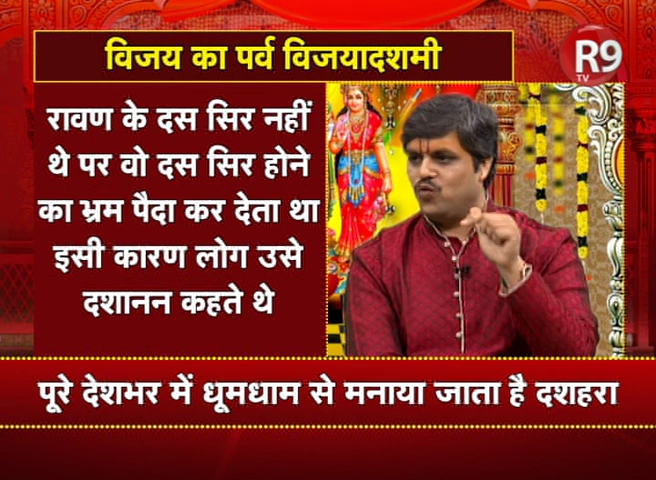 विजय का पर्व विजयादशमी
R9
TV
रावण के दस सिर नहीं
थे पर वो दस सिर होने
का भ्रम पैदा कर देता था
इसी कारण लोग उसे
दशानन कहते थे
पूरे देशभर में धूमधाम से मनाया जाता है दशहरा